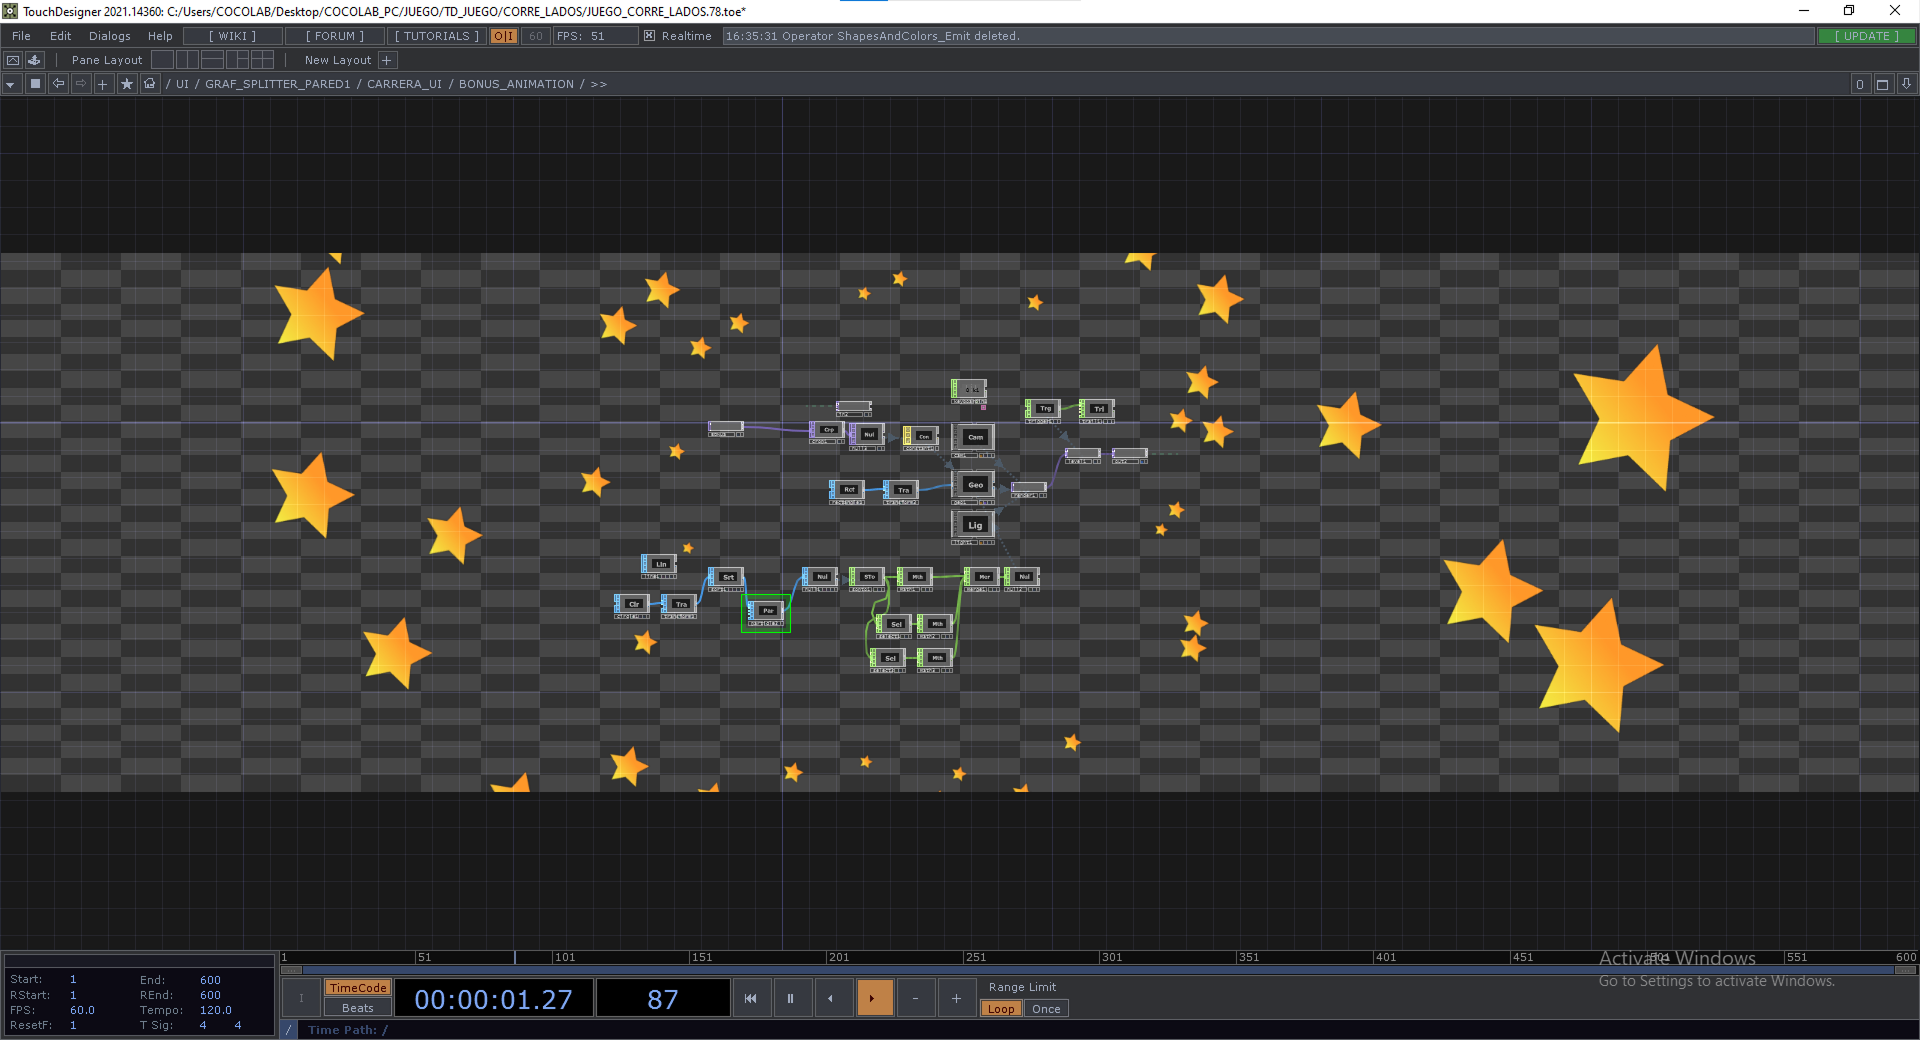 TouchDesigner 2021.14360: C:/Users/COCOLAB/Desktop/COCOLAB_PC/JUEGO/TD_JUEGO/CORRE_LADOS/JUEGO_CORRE_LADOS.78.toe*
File Edit Dialogs Help [ WIKI ] [ FORUM ] [ TUTORIALS ] O|I 60 FPS: 51 Realtime 16:35:31 Operator ShapesAndColors_Emit deleted. [ UPDATE ]
Pane Layout New Layout +
/ UI / GRAF_SPLITTER_PARED1 / CARRERA_UI / BONUS_ANIMATION / >> 0
Trg Trl
Crp Nul Con Cam
Rct Tra Geo
Lig
Lin
Srt Nul STo Mth Mer Nul
Clr Tra Par
Sel Mth
Sel Mth
1 51 101 151 201 251 301 351 401 451 501 551 600
Start: 1 End: 600
RStart: 1 REnd: 600
FPS: 60.0 Tempo: 120.0
ResetF: 1 T Sig: 4 4
TimeCode
Beats
00:00:01.27 87
- +
Range Limit
Loop Once
/ Time Path: /
Activate Windows
Go to Settings to activate Windows.